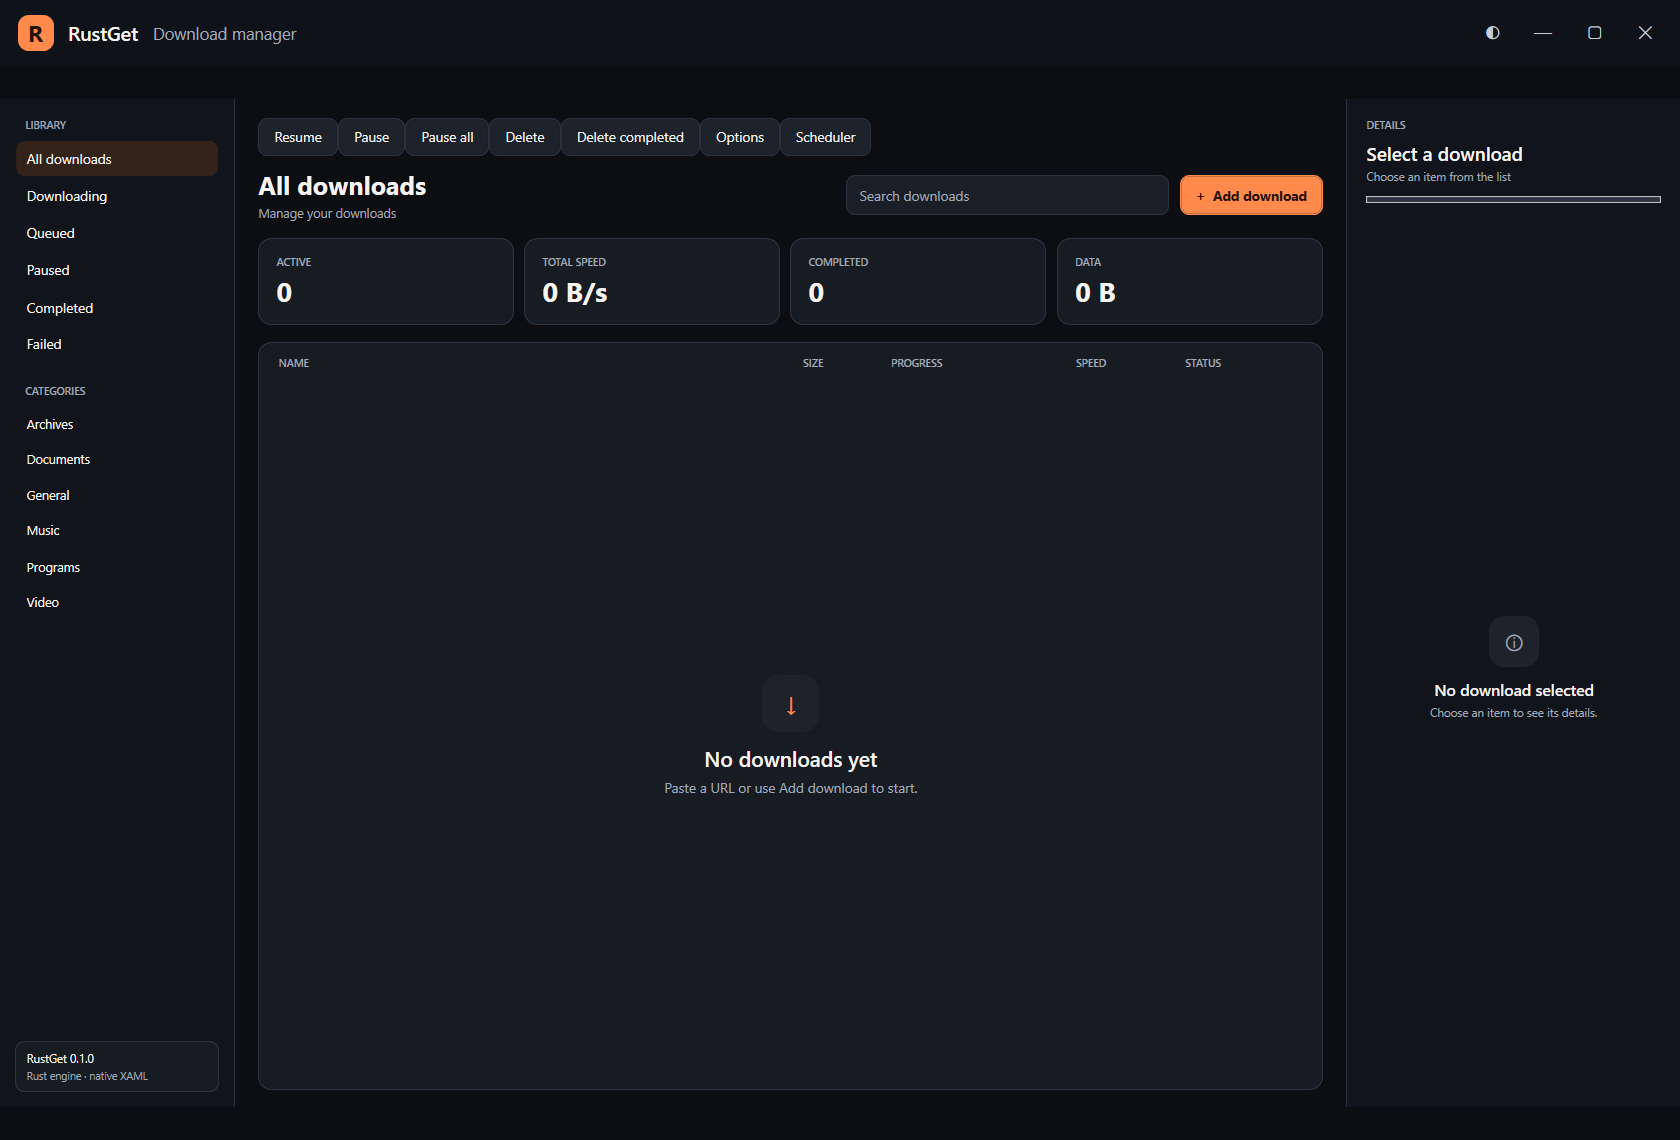 R RustGet Download manager
LIBRARY
All downloads
Downloading
Queued
Paused
Completed
Failed
CATEGORIES
Archives
Documents
General
Music
Programs
Video
RustGet 0.1.0
Rust engine · native XAML
Resume Pause Pause all Delete Delete completed Options Scheduler
All downloads
Manage your downloads
Search downloads
+ Add download
ACTIVE
0
TOTAL SPEED
0 B/s
COMPLETED
0
DATA
0 B
NAME SIZE PROGRESS SPEED STATUS
No downloads yet
Paste a URL or use Add download to start.
DETAILS
Select a download
Choose an item from the list
No download selected
Choose an item to see its details.